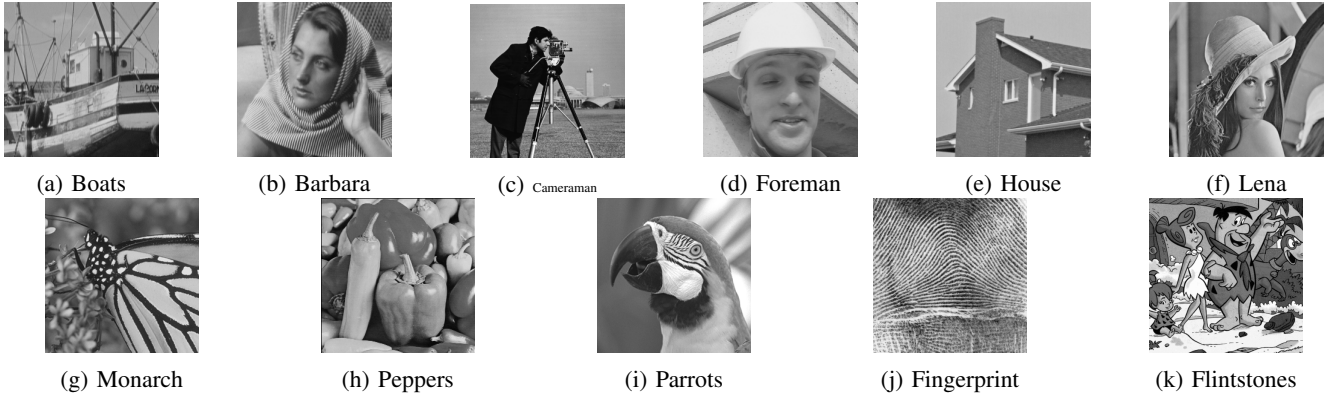 (a) Boats
(b) Barbara
(c) Cameraman
(d) Foreman
(e) House
(f) Lena
(g) Monarch
(h) Peppers
(i) Parrots
(j) Fingerprint
(k) Flintstones